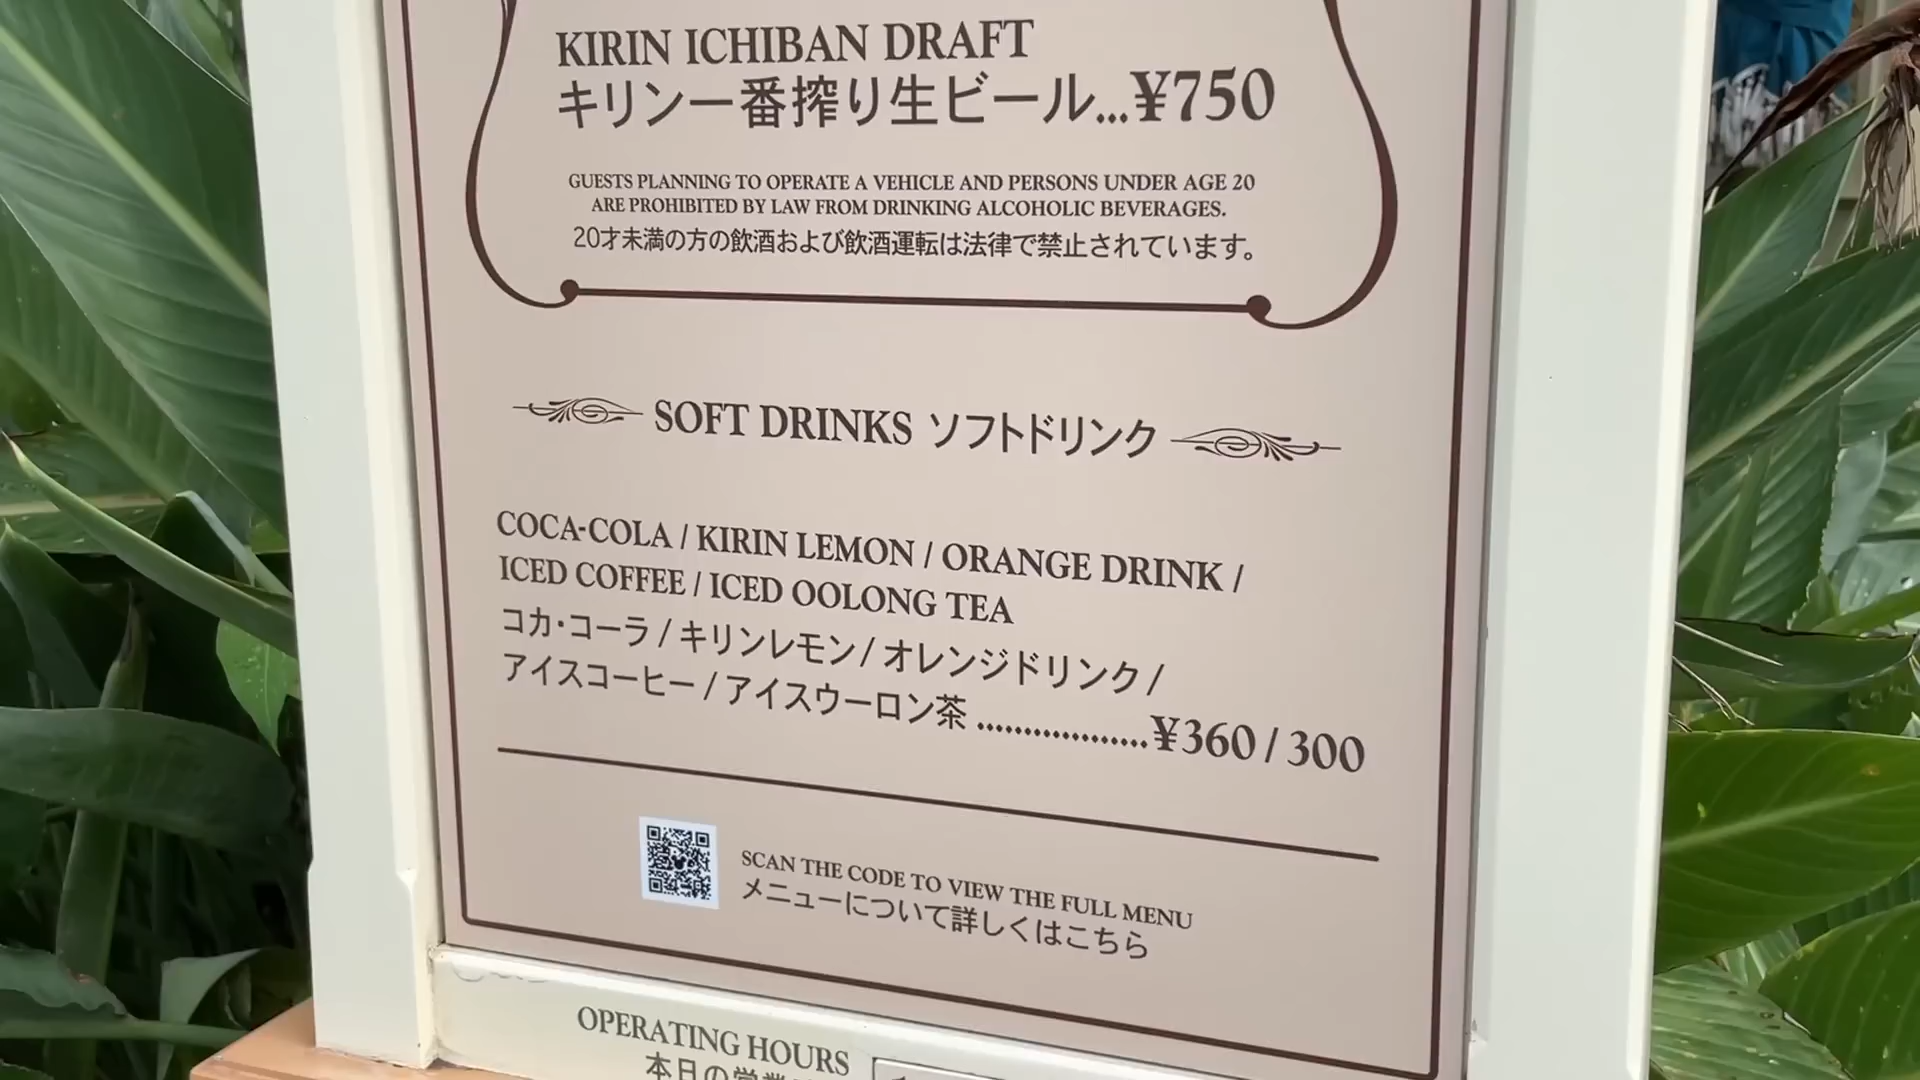 KIRIN ICHIBAN DRAFT
キリン一番搾り生ビール...¥750
GUESTS PLANNING TO OPERATE A VEHICLE AND PERSONS UNDER AGE 20
ARE PROHIBITED BY LAW FROM DRINKING ALCOHOLIC BEVERAGES.
20才未満の方の飲酒および飲酒運転は法律で禁止されています。
SOFT DRINKS ソフトドリンク
COCA-COLA / KIRIN LEMON / ORANGE DRINK /
ICED COFFEE / ICED OOLONG TEA
コカ・コーラ / キリンレモン / オレンジドリンク /
アイスコーヒー / アイスウーロン茶 ..................¥360 / 300
SCAN THE CODE TO VIEW THE FULL MENU
メニューについて詳しくはこちら
OPERATING HOURS
本日の営業